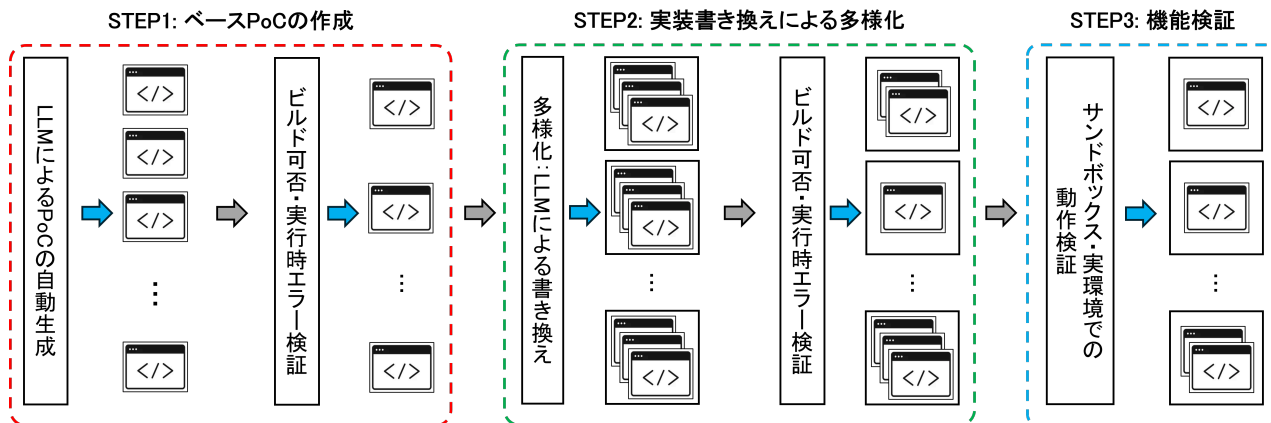 STEP1: ベースPoCの作成
LLMによるPoCの自動生成
</>
</>
</>
…
</>
ビルド可否・実行時エラー検証
</>
</>
…
</>
STEP2: 実装書き換えによる多様化
多様化：LLMによる書き換え
</>
</>
…
</>
ビルド可否・実行時エラー検証
</>
</>
…
</>
STEP3: 機能検証
サンドボックス・実環境での
動作検証
</>
</>
…
</>